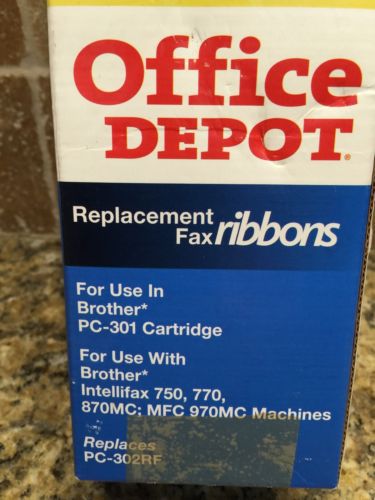 Office
DEPOT®
Replacement
Fax ribbons
For Use In
Brother*
PC-301 Cartridge
For Use With
Brother*
Intellifax 750, 770,
870MC; MFC 970MC Machines
Replaces
PC-302RF